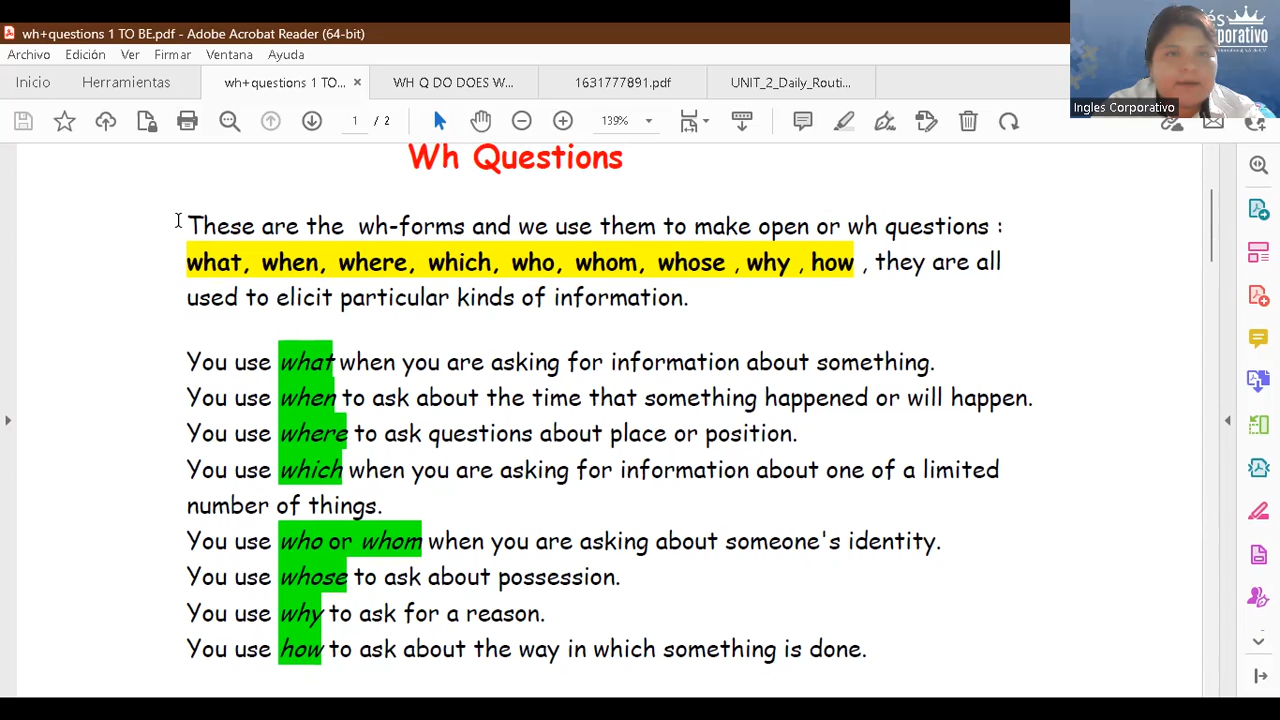 wh+questions 1 TO BE.pdf - Adobe Acrobat Reader (64-bit)
Archivo Edición Ver Firmar Ventana Ayuda
Inicio Herramientas wh+questions 1 TO... × WH Q DO DOES W... 1631777891.pdf UNIT_2_Daily_Routi...
1 / 2 139%
Ingles Corporativo
Wh Questions
These are the wh-forms and we use them to make open or wh questions :
what, when, where, which, who, whom, whose , why , how , they are all
used to elicit particular kinds of information.
You use what when you are asking for information about something.
You use when to ask about the time that something happened or will happen.
You use where to ask questions about place or position.
You use which when you are asking for information about one of a limited
number of things.
You use who or whom when you are asking about someone's identity.
You use whose to ask about possession.
You use why to ask for a reason.
You use how to ask about the way in which something is done.